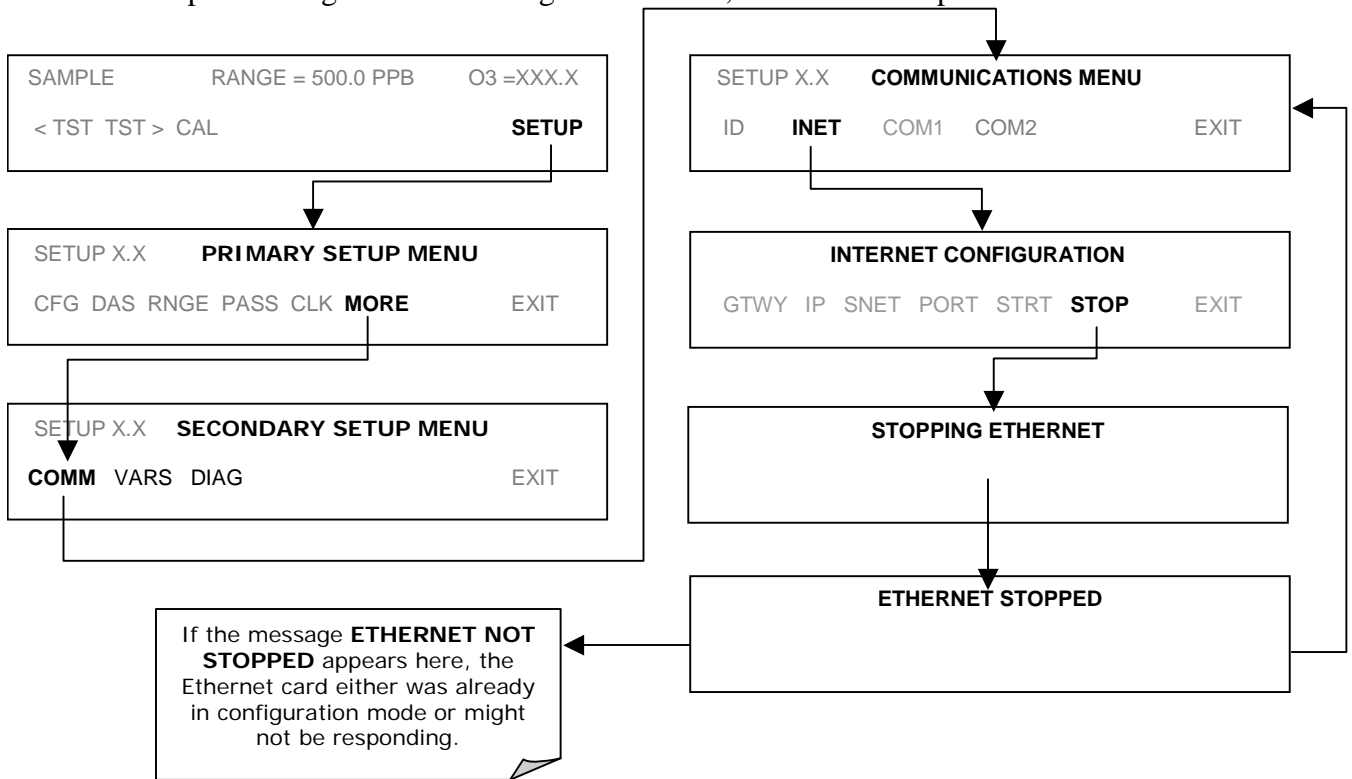 SAMPLE RANGE = 500.0 PPB O3 =XXX.X
< TST TST > CAL SETUP
SETUP X.X PRIMARY SETUP MENU
CFG DAS RNGE PASS CLK MORE EXIT
SETUP X.X SECONDARY SETUP MENU
COMM VARS DIAG EXIT
SETUP X.X COMMUNICATIONS MENU
ID INET COM1 COM2 EXIT
INTERNET CONFIGURATION
GTWY IP SNET PORT STRT STOP EXIT
STOPPING ETHERNET
ETHERNET STOPPED
If the message ETHERNET NOT
STOPPED appears here, the
Ethernet card either was already
in configuration mode or might
not be responding.